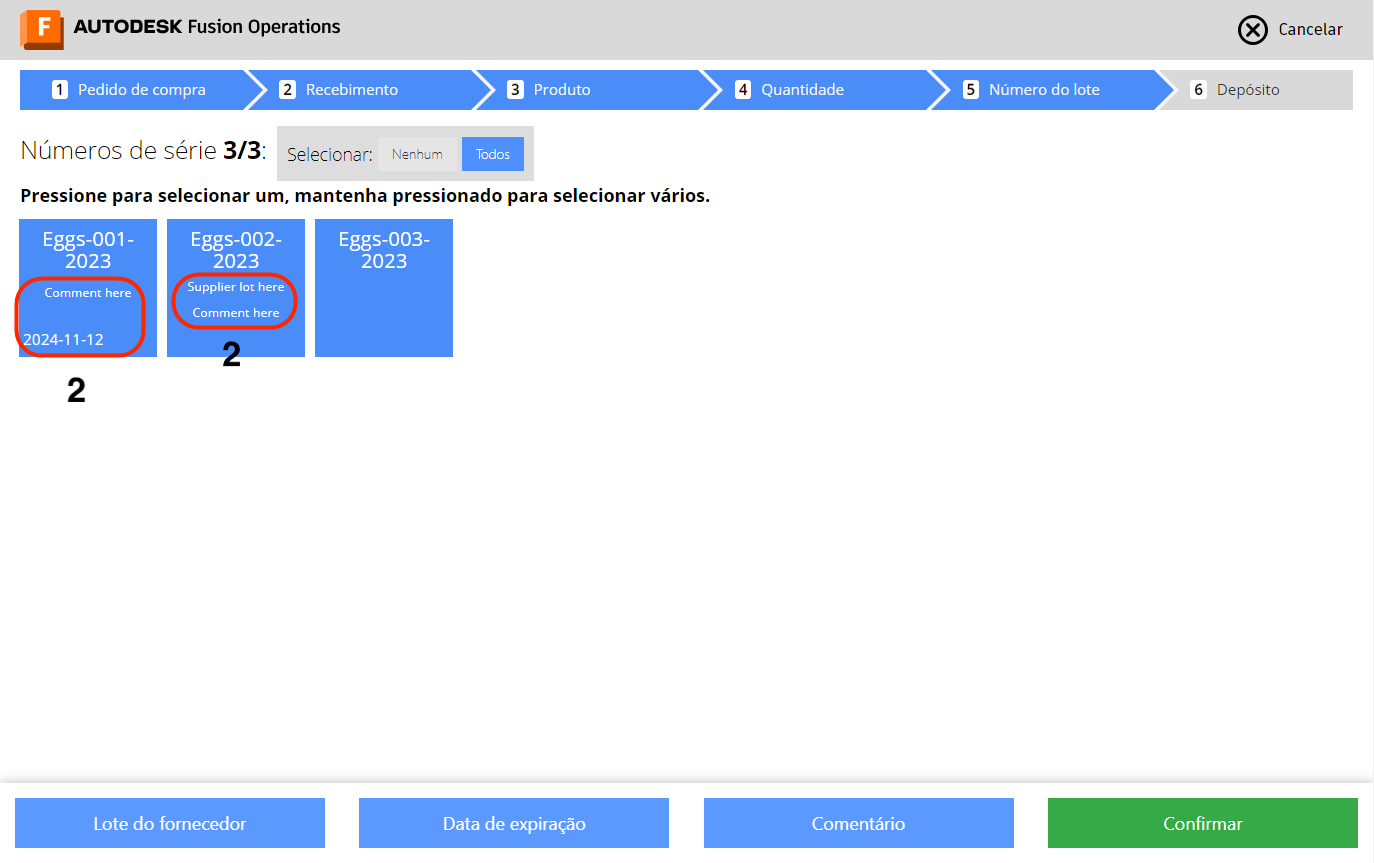 F AUTODESK Fusion Operations
Cancelar
1 Pedido de compra
2 Recebimento
3 Produto
4 Quantidade
5 Número do lote
6 Depósito
Números de série 3/3:
Selecionar: Nenhum Todos
Pressione para selecionar um, mantenha pressionado para selecionar vários.
Eggs-001-
2023
Comment here
2024-11-12
2
Eggs-002-
2023
Supplier lot here
Comment here
2
Eggs-003-
2023
Lote do fornecedor
Data de expiração
Comentário
Confirmar